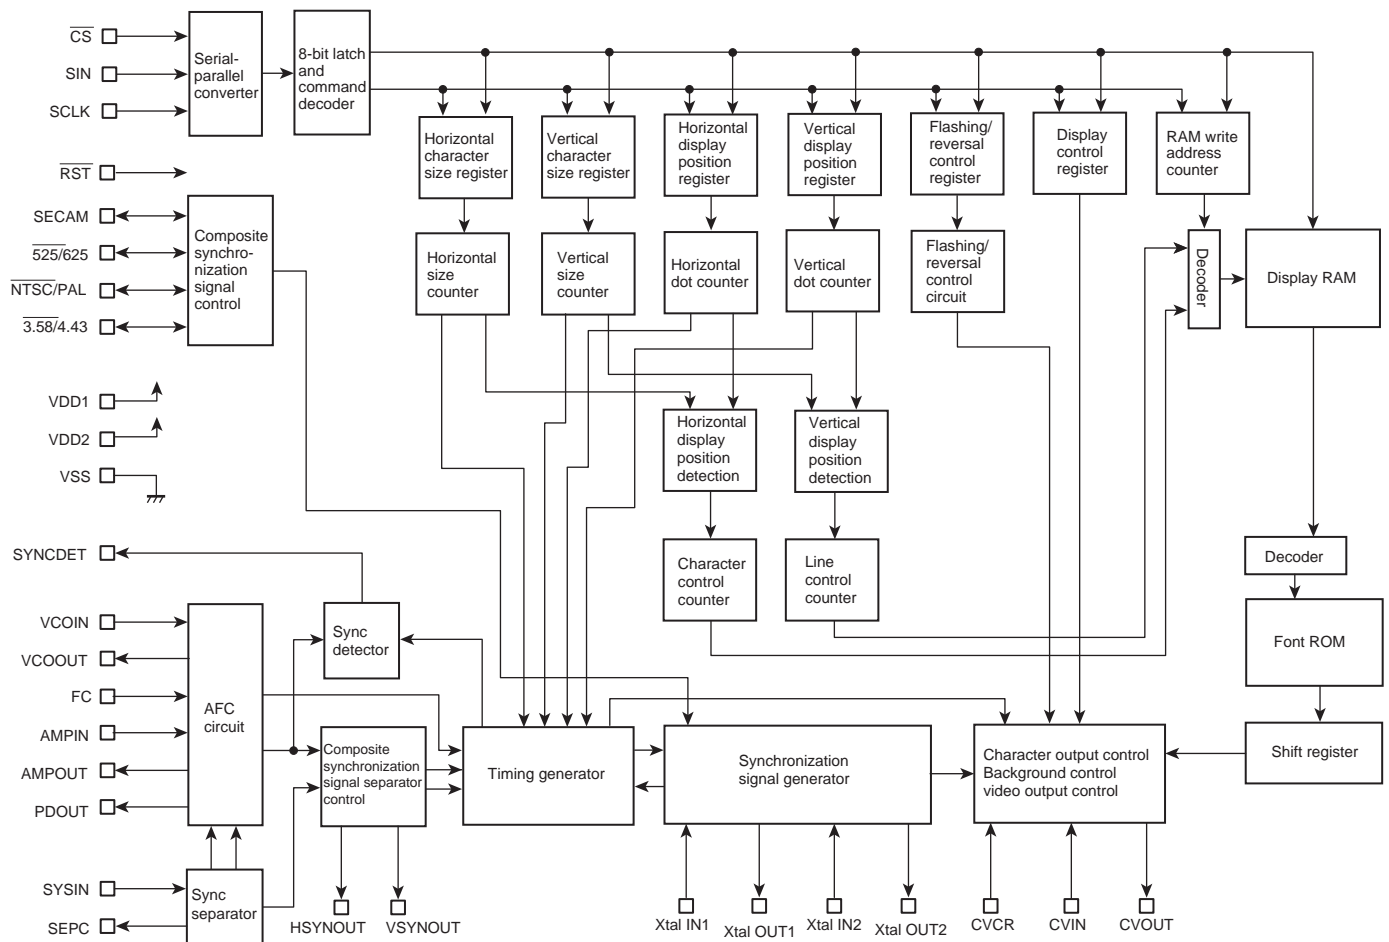 CS
SIN
SCLK
Serial-
parallel
converter
8-bit latch
and
command
decoder
RST
SECAM
525/625
NTSC/PAL
3.58/4.43
Composite
synchro-
nization
signal
control
VDD1
VDD2
VSS
Horizontal
character
size register
Vertical
character
size register
Horizontal
display
position
register
Vertical
display
position
register
Flashing/
reversal
control
register
Display
control
register
RAM write
address
counter
Horizontal
size
counter
Vertical
size
counter
Horizontal
dot counter
Vertical
dot counter
Flashing/
reversal
control
circuit
Decoder
Display RAM
Horizontal
display
position
detection
Vertical
display
position
detection
Character
control
counter
Line
control
counter
Decoder
Font ROM
Shift register
SYNCDET
VCOIN
VCOOUT
FC
AMPIN
AMPOUT
PDOUT
AFC
circuit
Sync
detector
Composite
synchronization
signal separator
control
Timing generator
Synchronization
signal generator
Character output control
Background control
video output control
SYSIN
SEPC
Sync
separator
HSYNOUT
VSYNOUT
Xtal IN1
Xtal OUT1
Xtal IN2
Xtal OUT2
CVCR
CVIN
CVOUT